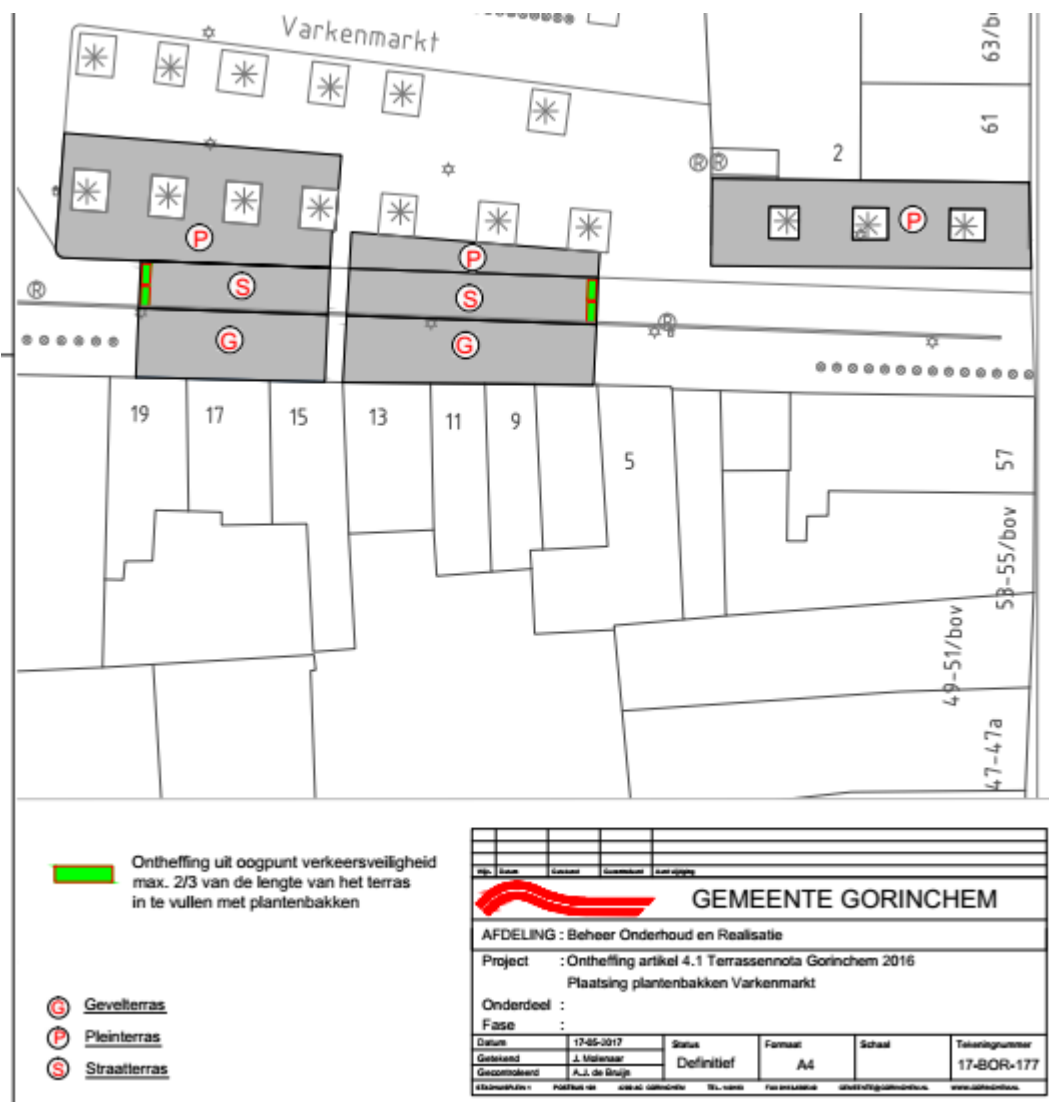 Varkenmarkt
63/b
61
2
R
R
P
P
P
R
S
S
R
G
G
19
17
15
13
11
9
5
57
53-55/bov
49-51/bov
47-47a
Ontheffing uit oogpunt verkeersveiligheid
max. 2/3 van de lengte van het terras
in te vullen met plantenbakken
G Gevelterras
P Pleinterras
S Straatterras
Datum
GEMEENTE GORINCHEM
AFDELING : Beheer Onderhoud en Realisatie
Project : Ontheffing artikel 4.1 Terrassennota Gorinchem 2016
Plaatsing plantenbakken Varkenmarkt
Onderdeel :
Fase :
Datum 17-05-2017 Status Formaat Schaal Tekeningnummer
Getekend J. Molenaar Definitief A4 17-BOR-177
Gecontroleerd A.J. de Bruijn